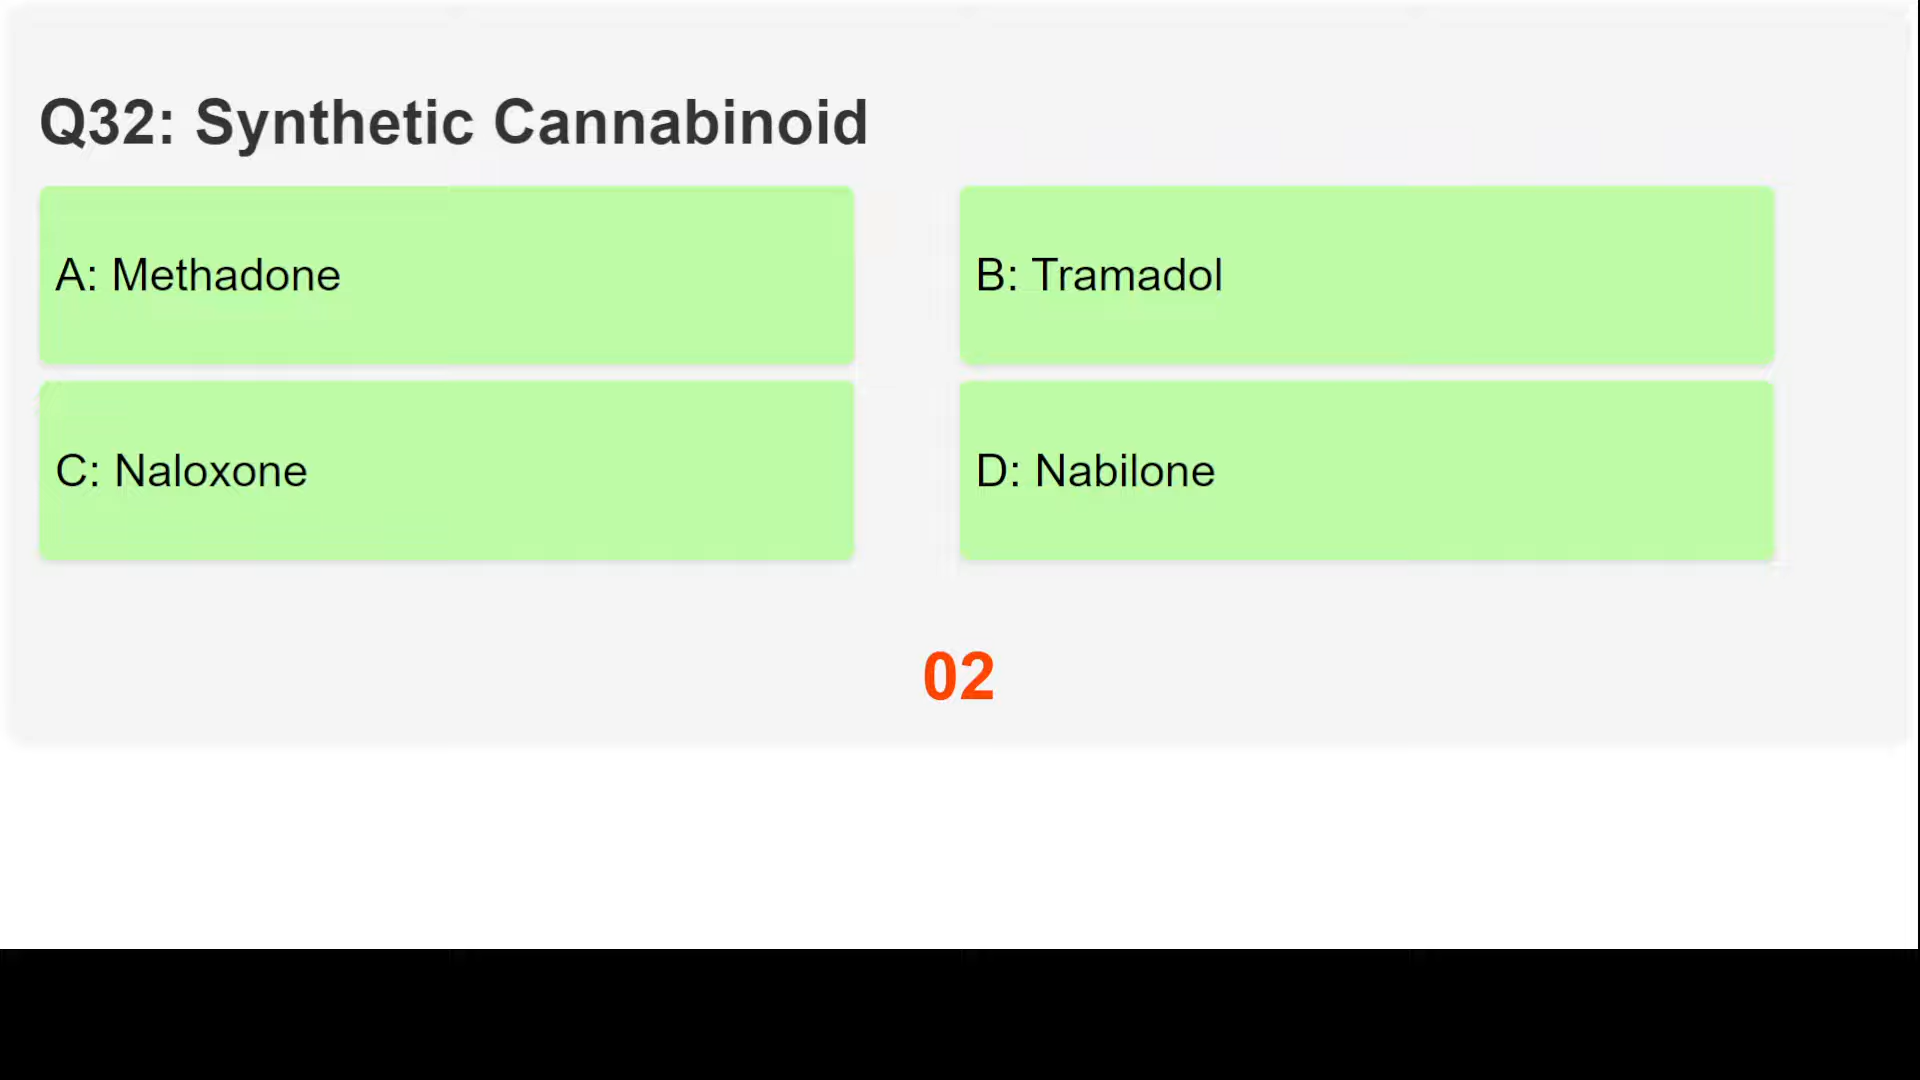 Q32: Synthetic Cannabinoid
A: Methadone
B: Tramadol
C: Naloxone
D: Nabilone
02